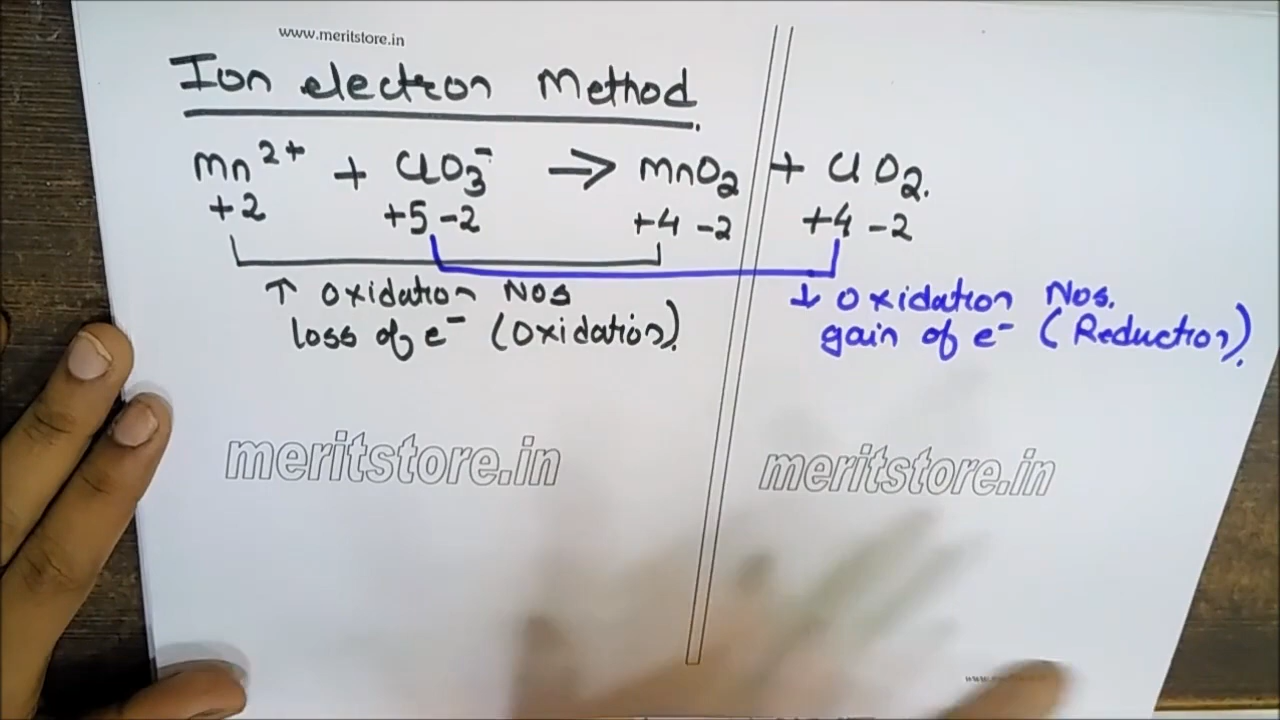 www.meritstore.in
Ion electron Method
Mn²⁺ + ClO₃⁻ → MnO₂ + ClO₂.
+2 +5 -2 +4 -2 +4 -2
↑ Oxidation Nos
loss of e⁻ (Oxidation).
↓ Oxidation Nos.
gain of e⁻ (Reduction).
meritstore.in meritstore.in